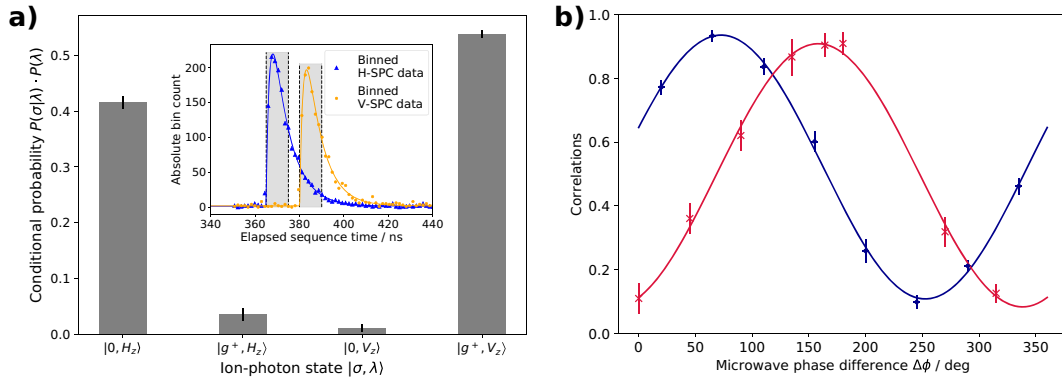 a)
Conditional probability P(σ|λ) · P(λ)
0.5
0.4
0.3
0.2
0.1
0.0
|0, H_z⟩
|g⁺, H_z⟩
|0, V_z⟩
|g⁺, V_z⟩
Ion-photon state |σ, λ⟩
Absolute bin count
200
150
100
50
0
340
360
380
400
420
440
Elapsed sequence time / ns
Binned
H-SPC data
Binned
V-SPC data
b)
Correlations
1.0
0.8
0.6
0.4
0.2
0.0
0
50
100
150
200
250
300
350
Microwave phase difference Δϕ / deg